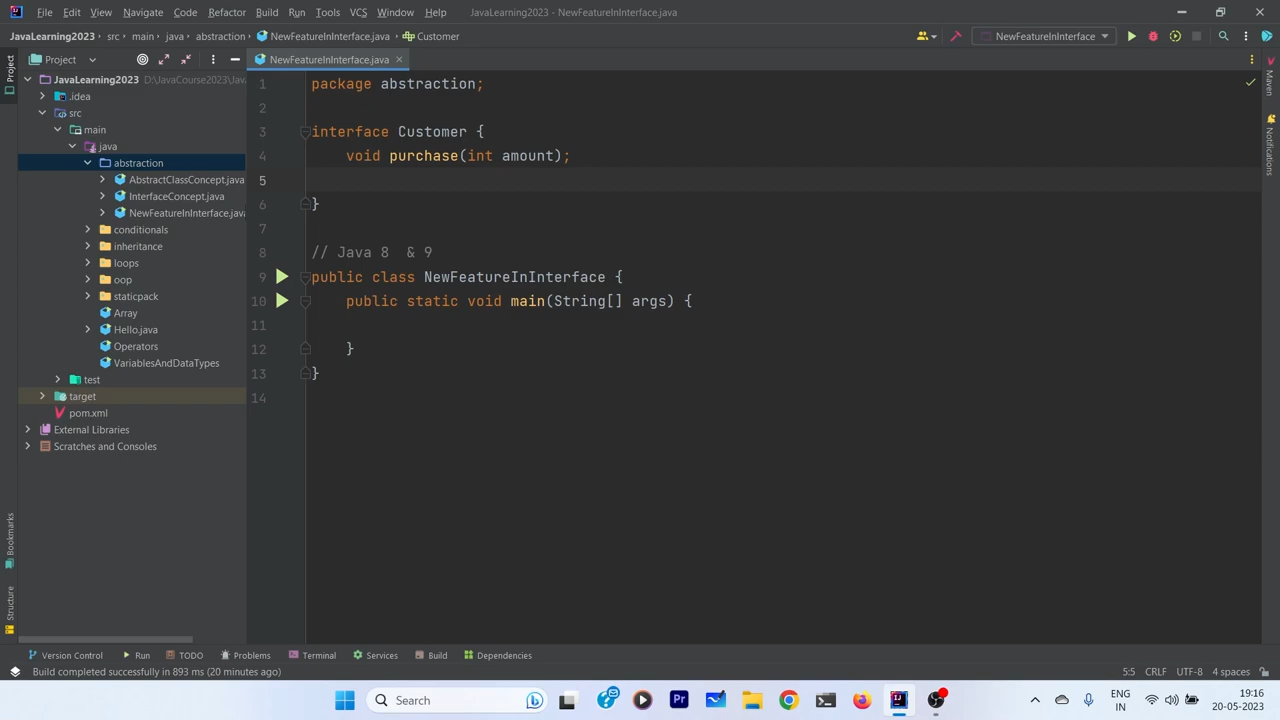 File Edit View Navigate Code Refactor Build Run Tools VCS Window Help JavaLearning2023 - NewFeatureInInterface.java
JavaLearning2023 src main java abstraction NewFeatureInInterface.java Customer NewFeatureInInterface
Project NewFeatureInInterface.java
JavaLearning2023 D:\JavaCourse2023\Java
.idea
src
main
java
abstraction
AbstractClassConcept.java
InterfaceConcept.java
NewFeatureInInterface.java
conditionals
inheritance
loops
oop
staticpack
Array
Hello.java
Operators
VariablesAndDataTypes
test
target
pom.xml
External Libraries
Scratches and Consoles
Project
Bookmarks
Structure
1 package abstraction;
2
3 interface Customer {
4 void purchase(int amount);
5
6 }
7
8 // Java 8  & 9
9 public class NewFeatureInInterface {
10 public static void main(String[] args) {
11
12 }
13 }
14
Maven
Notifications
Version Control Run TODO Problems Terminal Services Build Dependencies
Build completed successfully in 893 ms (20 minutes ago) 5:5 CRLF UTF-8 4 spaces
Search Pr ENG 19:16
IN 20-05-2023